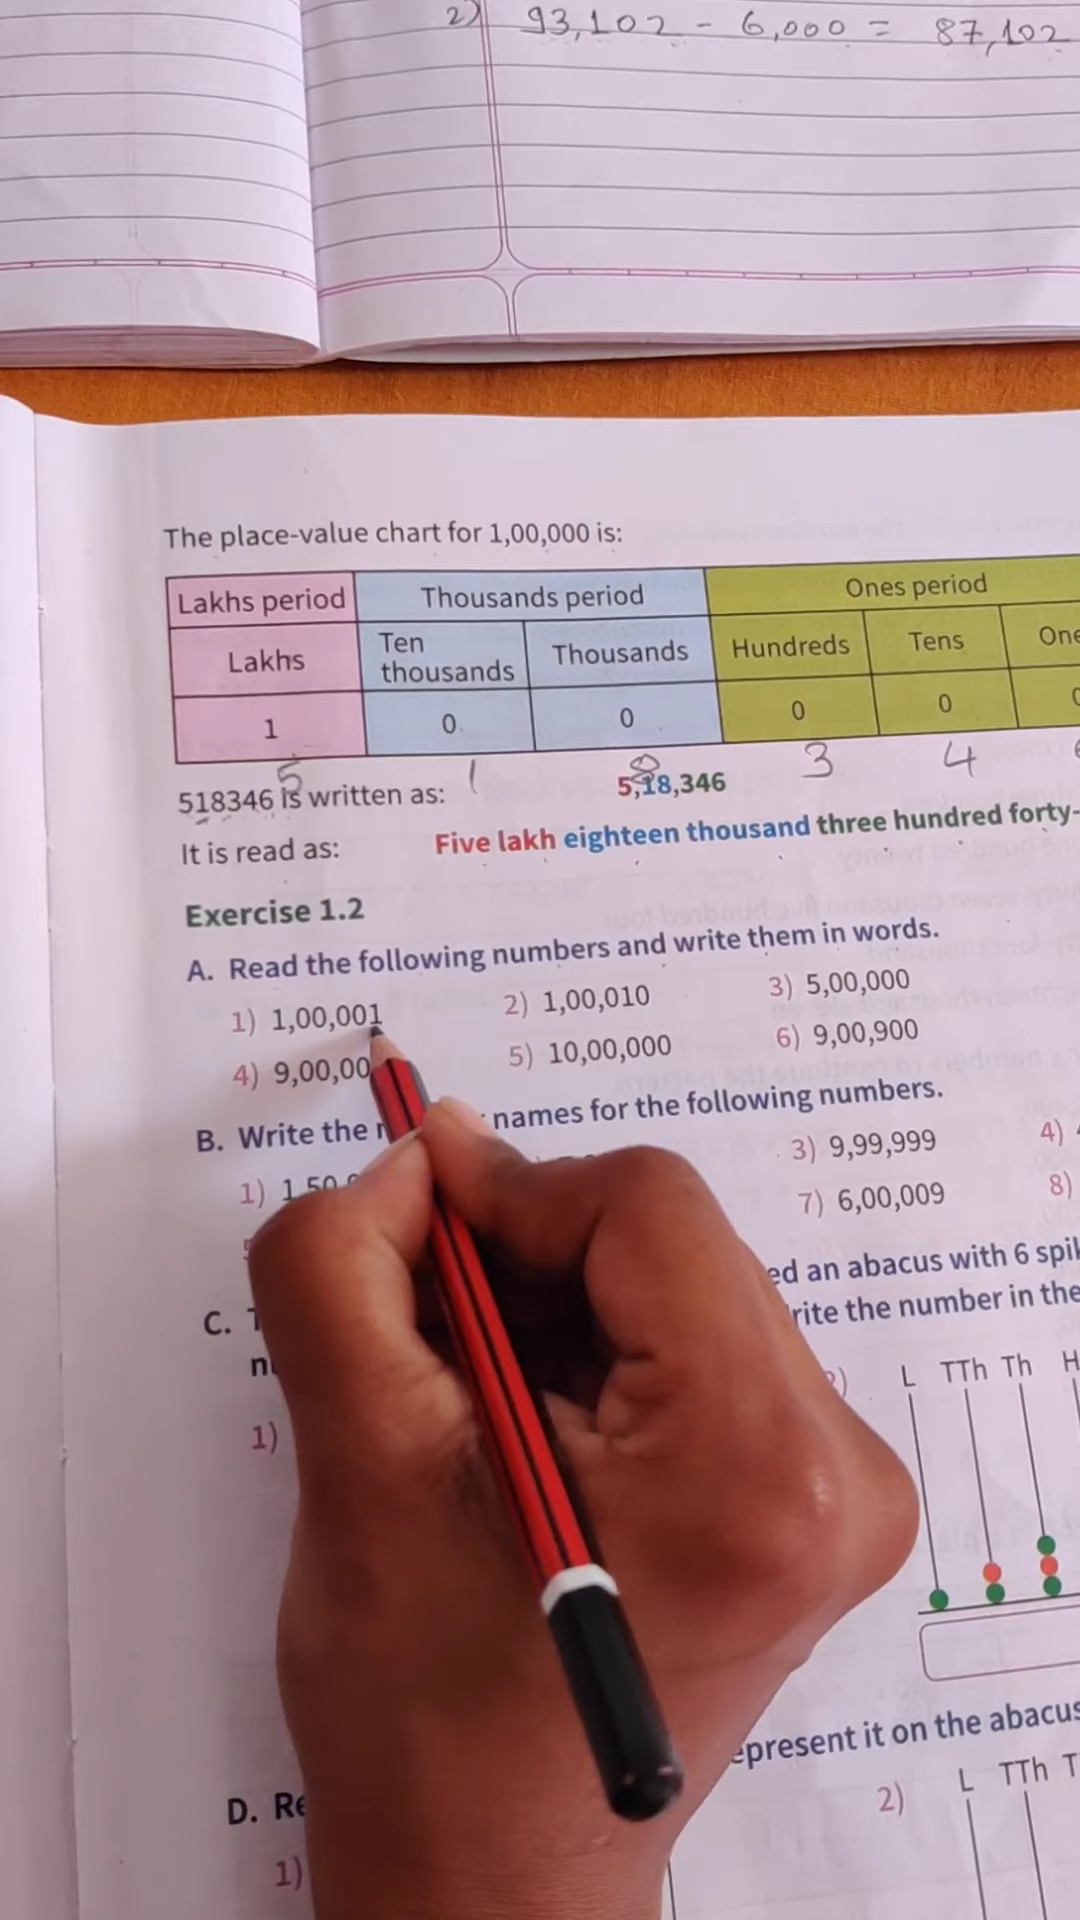 2) 93,102 - 6,000 = 87,102
The place-value chart for 1,00,000 is:
Lakhs period Thousands period Ones period
Lakhs Ten thousands Thousands Hundreds Tens
1 0 0 0 0
5 1 8 3 4
518346 is written as: 5,18,346
It is read as: Five lakh eighteen thousand three hundred forty-
Exercise 1.2
A. Read the following numbers and write them in words.
1) 1,00,001 2) 1,00,010 3) 5,00,000
4) 9,00,00 5) 10,00,000 6) 9,00,900
B. Write the names for the following numbers.
1) 1,50, 3) 9,99,999 4)
7) 6,00,009 8)
C. ed an abacus with 6
rite the number in the
1) L TTh Th H
D. Re epresent it on the abacus
1) 2) L TTh T